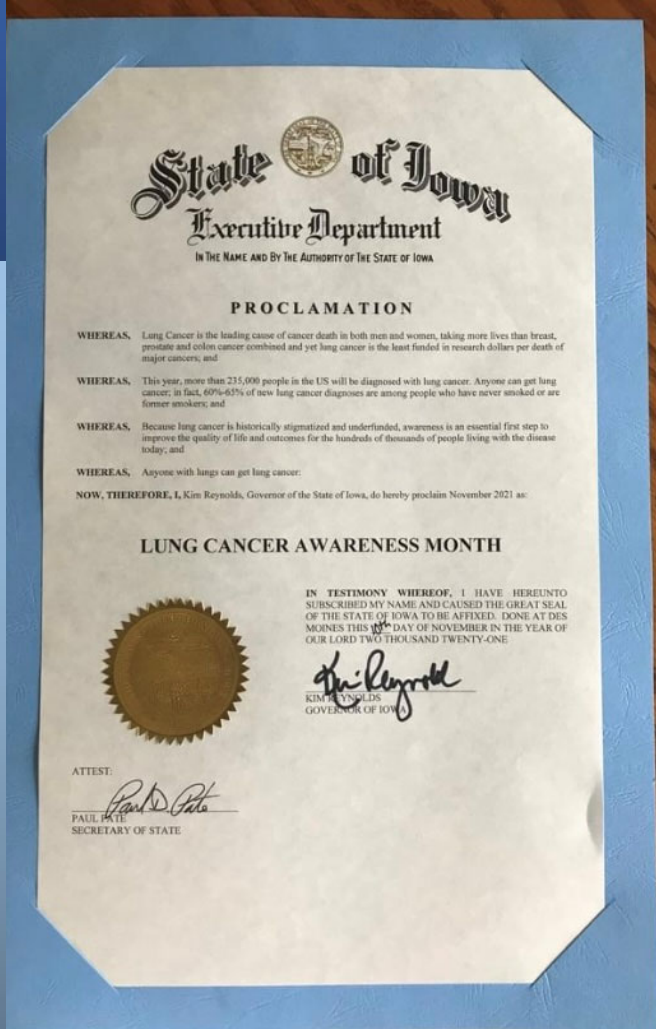 State of Iowa
Executive Department
IN THE NAME AND BY THE AUTHORITY OF THE STATE OF IOWA
PROCLAMATION
WHEREAS, Lung Cancer is the leading cause of cancer death in both men and women, taking more lives than breast,
prostate and colon cancer combined and yet lung cancer is the least funded in research dollars per death of
major cancers; and
WHEREAS, This year, more than 235,000 people in the US will be diagnosed with lung cancer. Anyone can get lung
cancer; in fact, 60%-65% of new lung cancer diagnoses are among people who have never smoked or are
former smokers; and
WHEREAS, Because lung cancer is historically stigmatized and underfunded, awareness is an essential first step to
improve the quality of life and outcomes for the hundreds of thousands of people living with the disease
today; and
WHEREAS, Anyone with lungs can get lung cancer:
NOW, THEREFORE, I, Kim Reynolds, Governor of the State of Iowa, do hereby proclaim November 2021 as:
LUNG CANCER AWARENESS MONTH
IN TESTIMONY WHEREOF, I HAVE HEREUNTO
SUBSCRIBED MY NAME AND CAUSED THE GREAT SEAL
OF THE STATE OF IOWA TO BE AFFIXED. DONE AT DES
MOINES THIS DAY OF NOVEMBER IN THE YEAR OF
OUR LORD TWO THOUSAND TWENTY-ONE
Kim Reynolds
KIM REYNOLDS
GOVERNOR OF IOWA
ATTEST:
Paul D. Pate
PAUL PATE
SECRETARY OF STATE